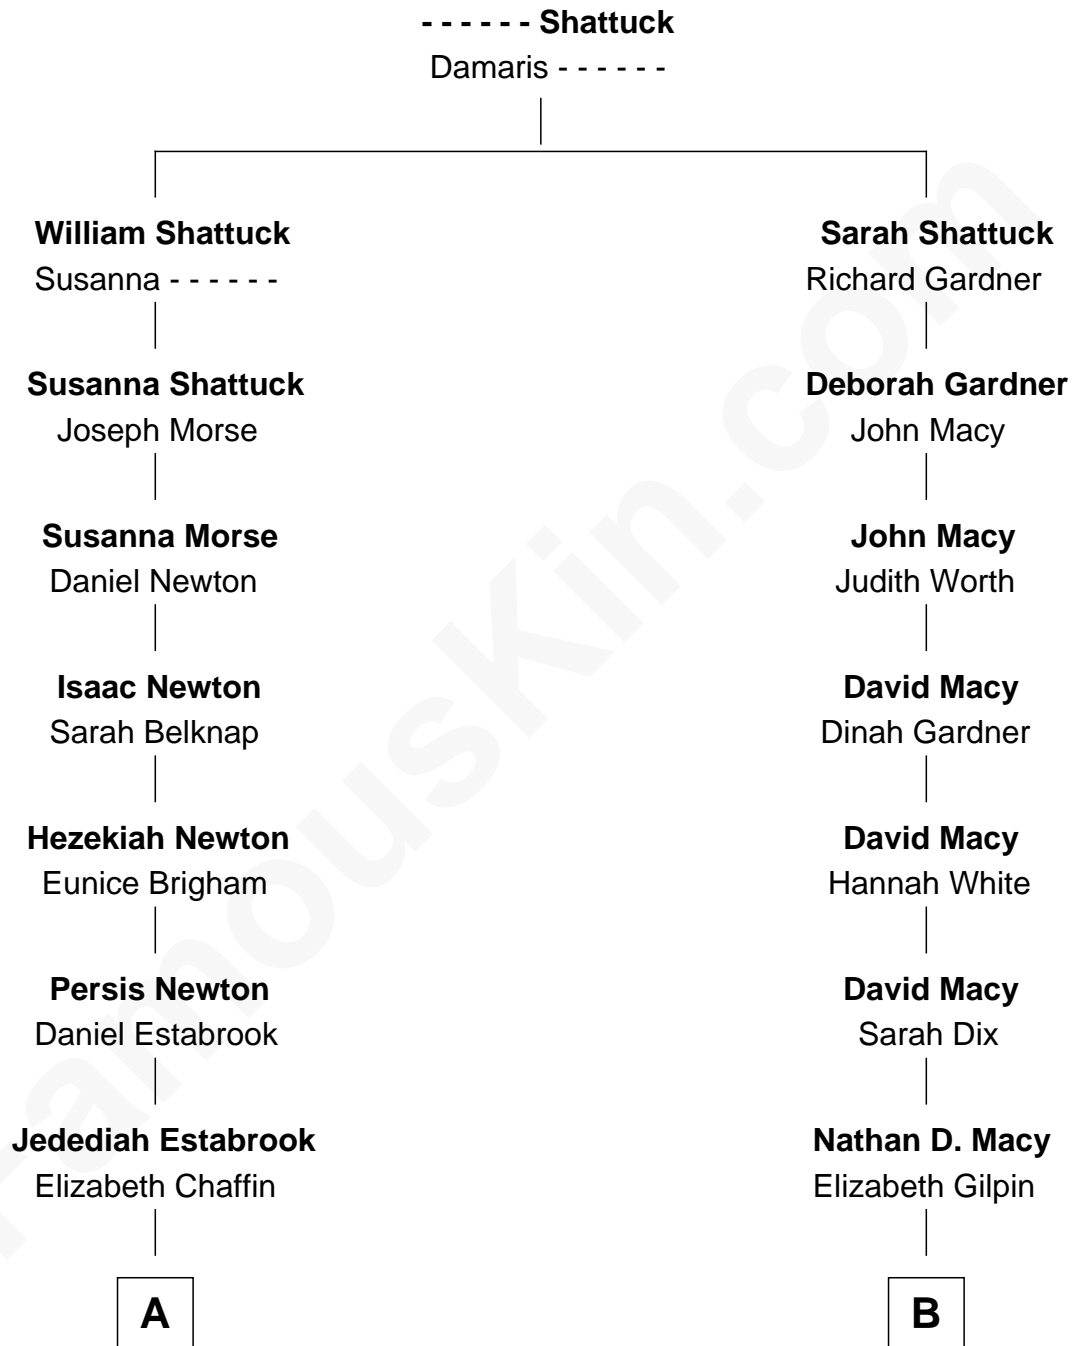 - - - - - - Shattuck
Damaris - - - - - -
William Shattuck
Susanna - - - - - -
Sarah Shattuck
Richard Gardner
Susanna Shattuck
Joseph Morse
Deborah Gardner
John Macy
Susanna Morse
Daniel Newton
John Macy
Judith Worth
Isaac Newton
Sarah Belknap
David Macy
Dinah Gardner
Hezekiah Newton
Eunice Brigham
David Macy
Hannah White
Persis Newton
Daniel Estabrook
David Macy
Sarah Dix
Jedediah Estabrook
Elizabeth Chaffin
Nathan D. Macy
Elizabeth Gilpin
A
B
FamousKin.com